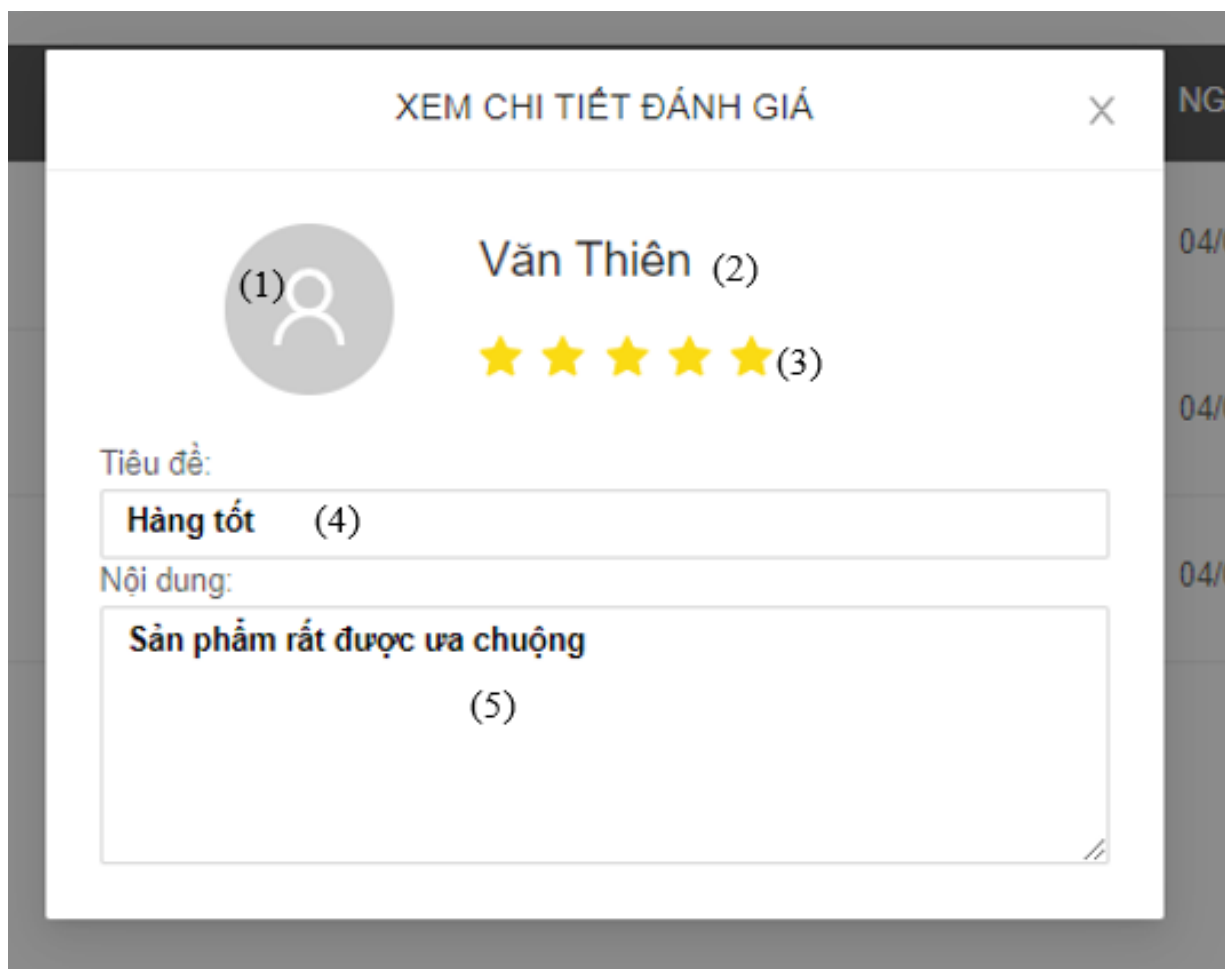 XEM CHI TIẾT ĐÁNH GIÁ
NG
(1)
Văn Thiên (2)
04/
(3)
04/
Tiêu đề:
Hàng tốt (4)
Nội dung:
04/
Sản phẩm rất được ưa chuộng
(5)